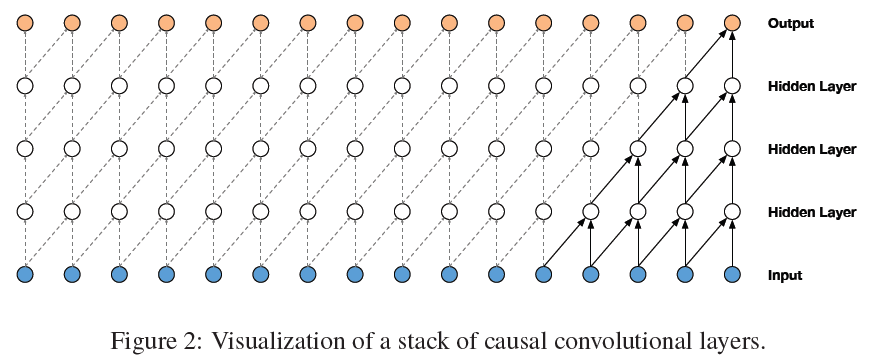 Output
Hidden Layer
Hidden Layer
Hidden Layer
Input
Figure 2: Visualization of a stack of causal convolutional layers.